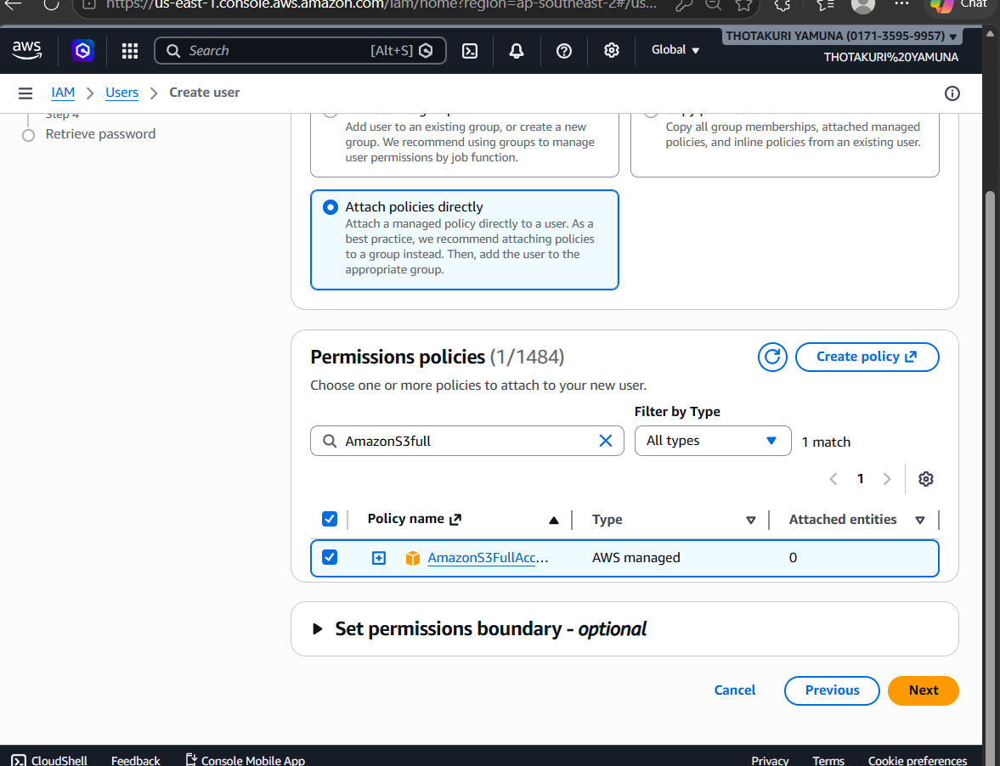 https://us-east-1.console.aws.amazon.com/iam/home?region=ap-southeast-2#/us...
Chat
aws
Search
[Alt+S]
Global
THOTAKURI YAMUNA (0171-3595-9957)
THOTAKURI%20YAMUNA
IAM
Users
Create user
Step 4
Retrieve password
Add user to an existing group, or create a new
group. We recommend using groups to manage
user permissions by job function.
Copy all group memberships, attached managed
policies, and inline policies from an existing user.
Attach policies directly
Attach a managed policy directly to a user. As a
best practice, we recommend attaching policies
to a group instead. Then, add the user to the
appropriate group.
Permissions policies (1/1484)
Create policy
Choose one or more policies to attach to your new user.
Filter by Type
AmazonS3full
All types
1 match
1
Policy name
Type
Attached entities
AmazonS3FullAcc...
AWS managed
0
Set permissions boundary - optional
Cancel
Previous
Next
CloudShell
Feedback
Console Mobile App
Privacy
Terms
Cookie preferences